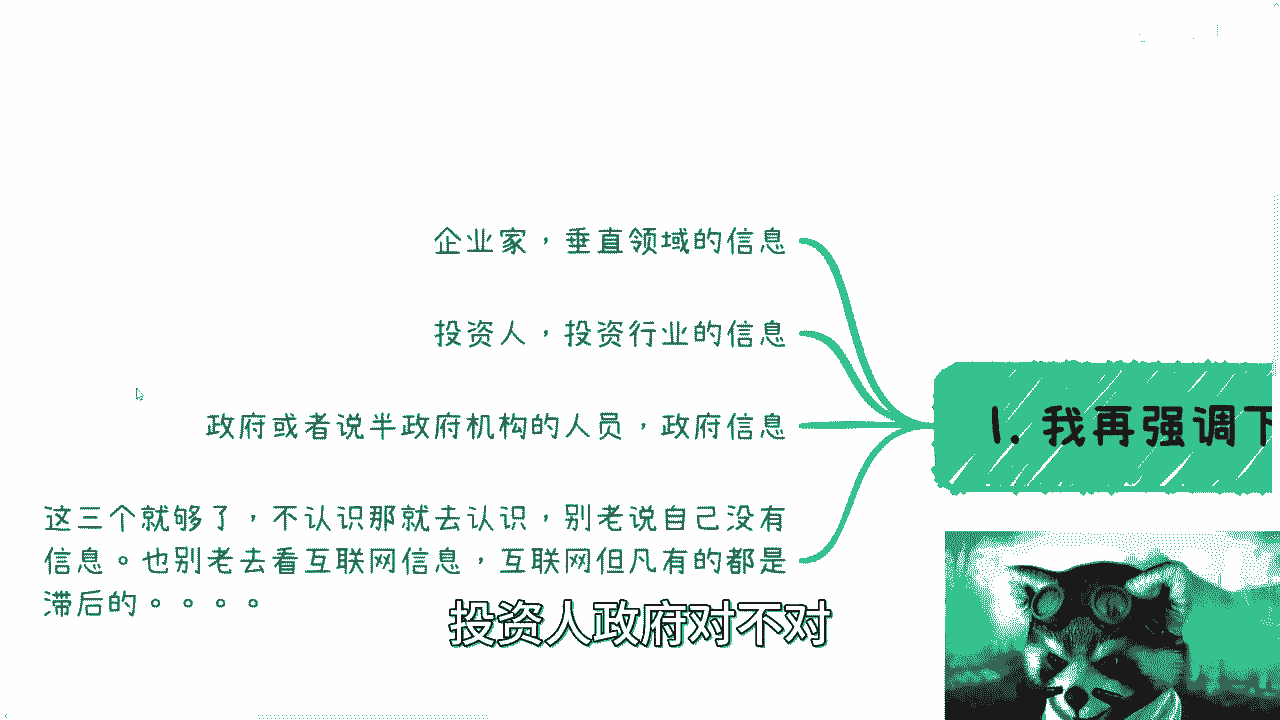 企业家，垂直领域的信息
投资人，投资行业的信息
政府或者说半政府机构的人员，政府信息
1. 我再强调下
这三个就够了，不认识那就去认识，别老说自己没有
信息。也别老去看互联网信息，互联网但凡有的都是
滞后的。。。。
投资人政府对不对